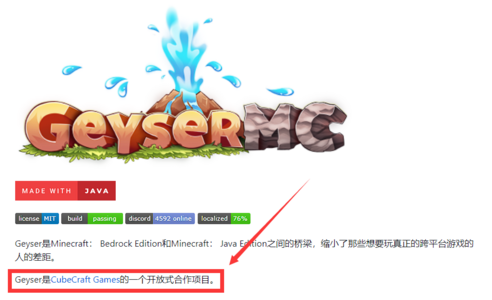 GeyserMC
MADE WITH JAVA
license MIT build passing discord 4592 online localized 76%
Geyser是Minecraft： Bedrock Edition和Minecraft： Java Edition之间的桥梁，缩小了那些想要玩真正的跨平台游戏的
人的差距。
Geyser是CubeCraft Games的一个开放式合作项目。